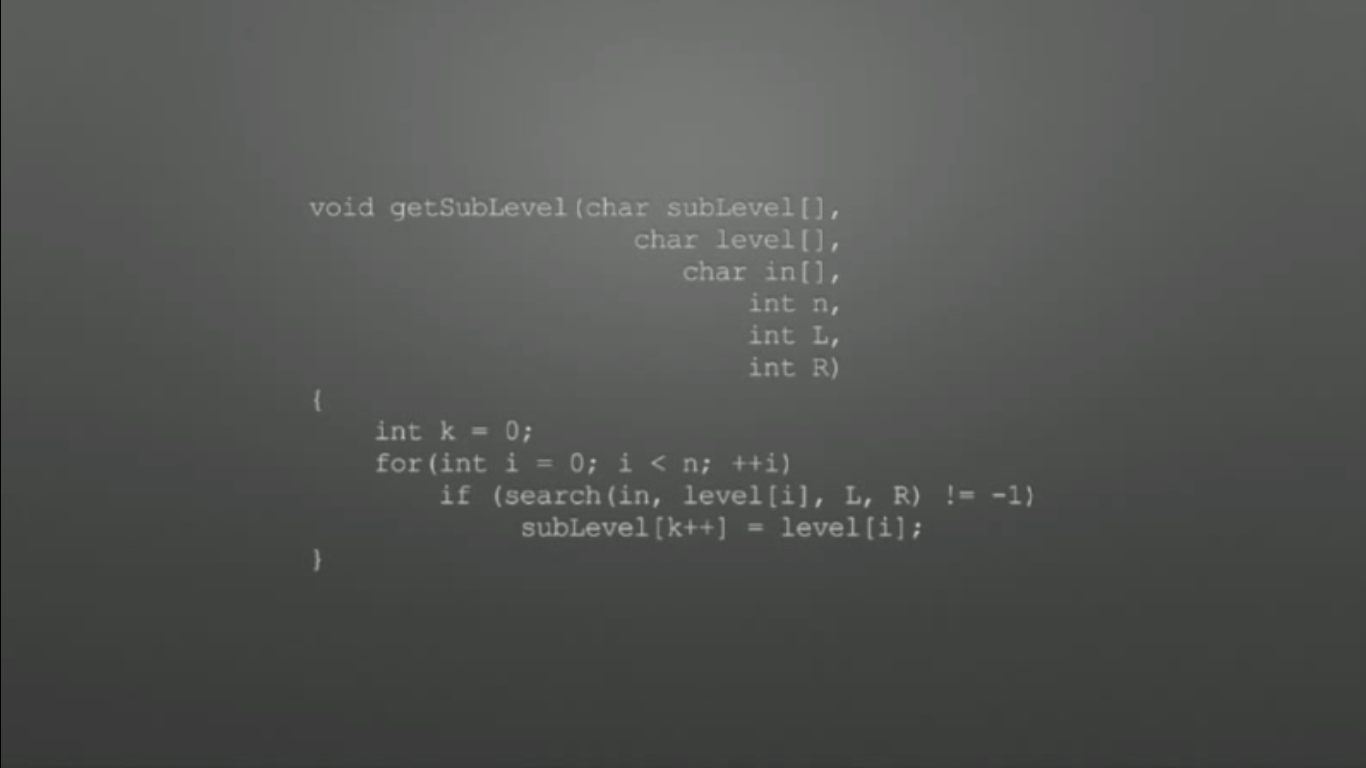 void getSubLevel(char subLevel[],
char level[],
char in[],
int n,
int L,
int R)
{
int k = 0;
for(int i = 0; i < n; ++i)
if (search(in, level[i], L, R) != -1)
subLevel[k++] = level[i];
}